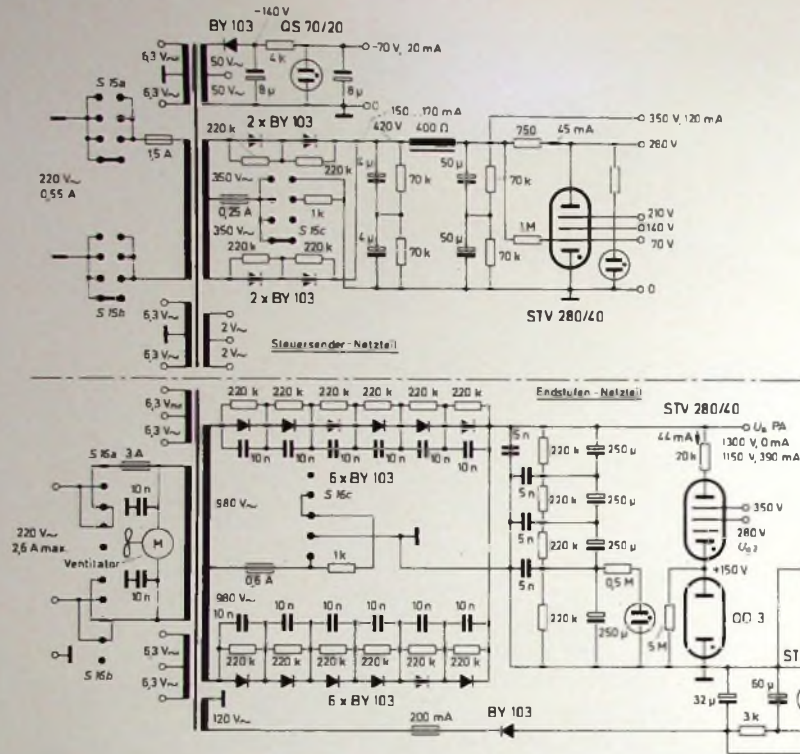 -140 V
BY 103
QS 70/20
-70 V, 20 mA
6,3 V~
50 V~
4 k
S 15a
8 µ
8 µ
6,3 V~
50 V~
0
2 x BY 103
150...170 mA
420 V
400 Ω
350 V, 120 mA
1,5 A
220 k
220 k
750
45 mA
280 V
220 V~
0,55 A
350 V~
4 µ
70 k
50 µ
70 k
0,25 A
1 k
S 15c
210 V
140 V
70 V
350 V~
1 M
220 k
220 k
4 µ
70 k
50 µ
70 k
S 15b
2 x BY 103
0
STV 280/40
6,3 V~
2 V~
6,3 V~
2 V~
Steuersender-Netzteil
Endstufen-Netzteil
220 k
220 k
220 k
220 k
220 k
220 k
STV 280/40
6,3 V~
6,3 V~
44 mA
20 k
PA
1300 V, 0 mA
1150 V, 390 mA
S 16a
3 A
10 n
10 n
10 n
10 n
10 n
10 n
5 n
220 k
250 µ
10 n
980 V~
6 x BY 103
S 16c
5 n
220 k
250 µ
350 V
280 V
220 V~
2,6 A max.
M
Ventilator
5 n
220 k
250 µ
+150 V
10 n
0,6 A
1 k
5 n
0,5 M
980 V~
10 n
10 n
10 n
10 n
10 n
10 n
220 k
250 µ
5 M
OD 3
6,3 V~
220 k
220 k
220 k
220 k
220 k
220 k
ST
6,3 V~
S 16b
6 x BY 103
32 µ
60 µ
120 V~
200 mA
BY 103
3 k